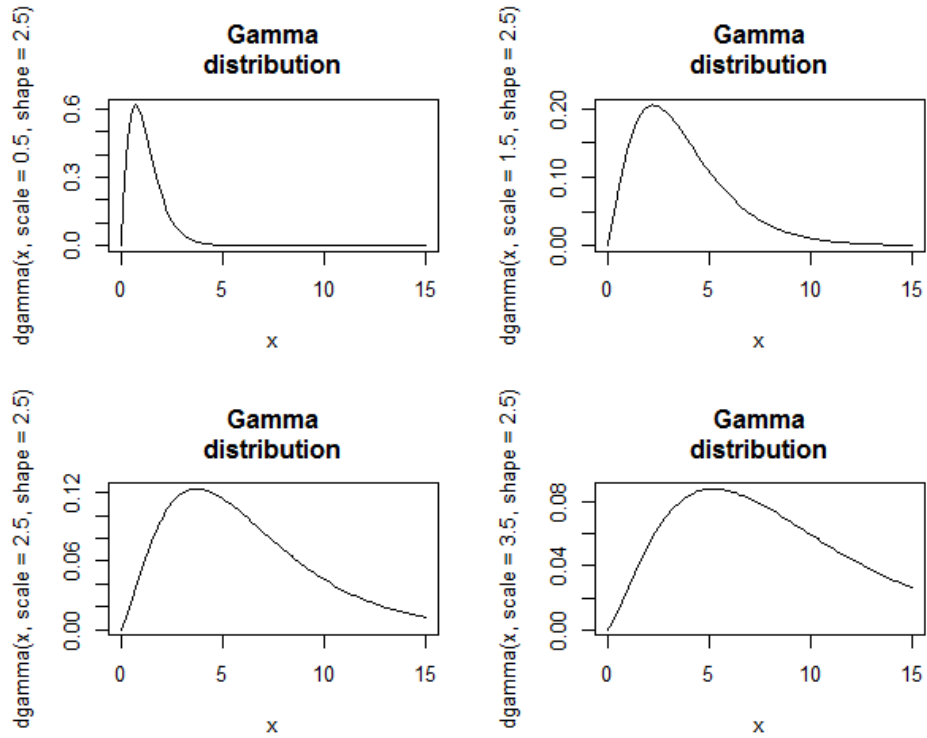 Gamma
distribution
dgamma(x, scale = 0.5, shape = 2.5)
0.0 0.3 0.6
0 5 10 15
x
Gamma
distribution
dgamma(x, scale = 1.5, shape = 2.5)
0.00 0.10 0.20
0 5 10 15
x
Gamma
distribution
dgamma(x, scale = 2.5, shape = 2.5)
0.00 0.06 0.12
0 5 10 15
x
Gamma
distribution
dgamma(x, scale = 3.5, shape = 2.5)
0.00 0.04 0.08
0 5 10 15
x